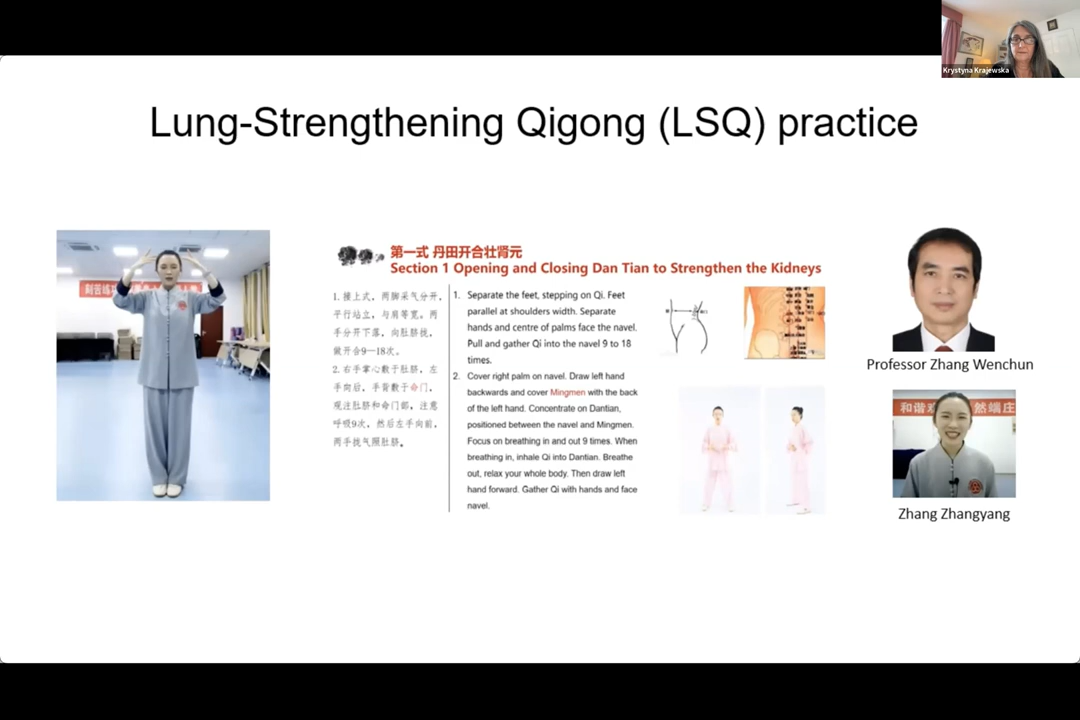 Krystyna Krajewska
Lung-Strengthening Qigong (LSQ) practice
第一式 丹田开合壮肾元
Section 1 Opening and Closing Dan Tian to Strengthen the Kidneys
1. 接上式，两脚采气分开，
平行站立，与肩等宽。两
手分开下落，向肚脐拢，
做开合9—18次。
2. 右手掌心敷于肚脐，左
手向后，手背敷于命门，
观注肚脐和命门部，注意
呼吸9次，然后左手向前，
两手拢气照肚脐。
1. Separate the feet, stepping on Qi. Feet
parallel at shoulders width. Separate
hands and centre of palms face the navel.
Pull and gather Qi into the navel 9 to 18
times.
2. Cover right palm on navel. Draw left hand
backwards and cover Mingmen with the back
of the left hand. Concentrate on Dantian,
positioned between the navel and Mingmen.
Focus on breathing in and out 9 times. When
breathing in, inhale Qi into Dantian. Breathe
out, relax your whole body. Then draw left
hand forward. Gather Qi with hands and face
navel.
Professor Zhang Wenchun
和谐
然端庄
Zhang Zhangyang